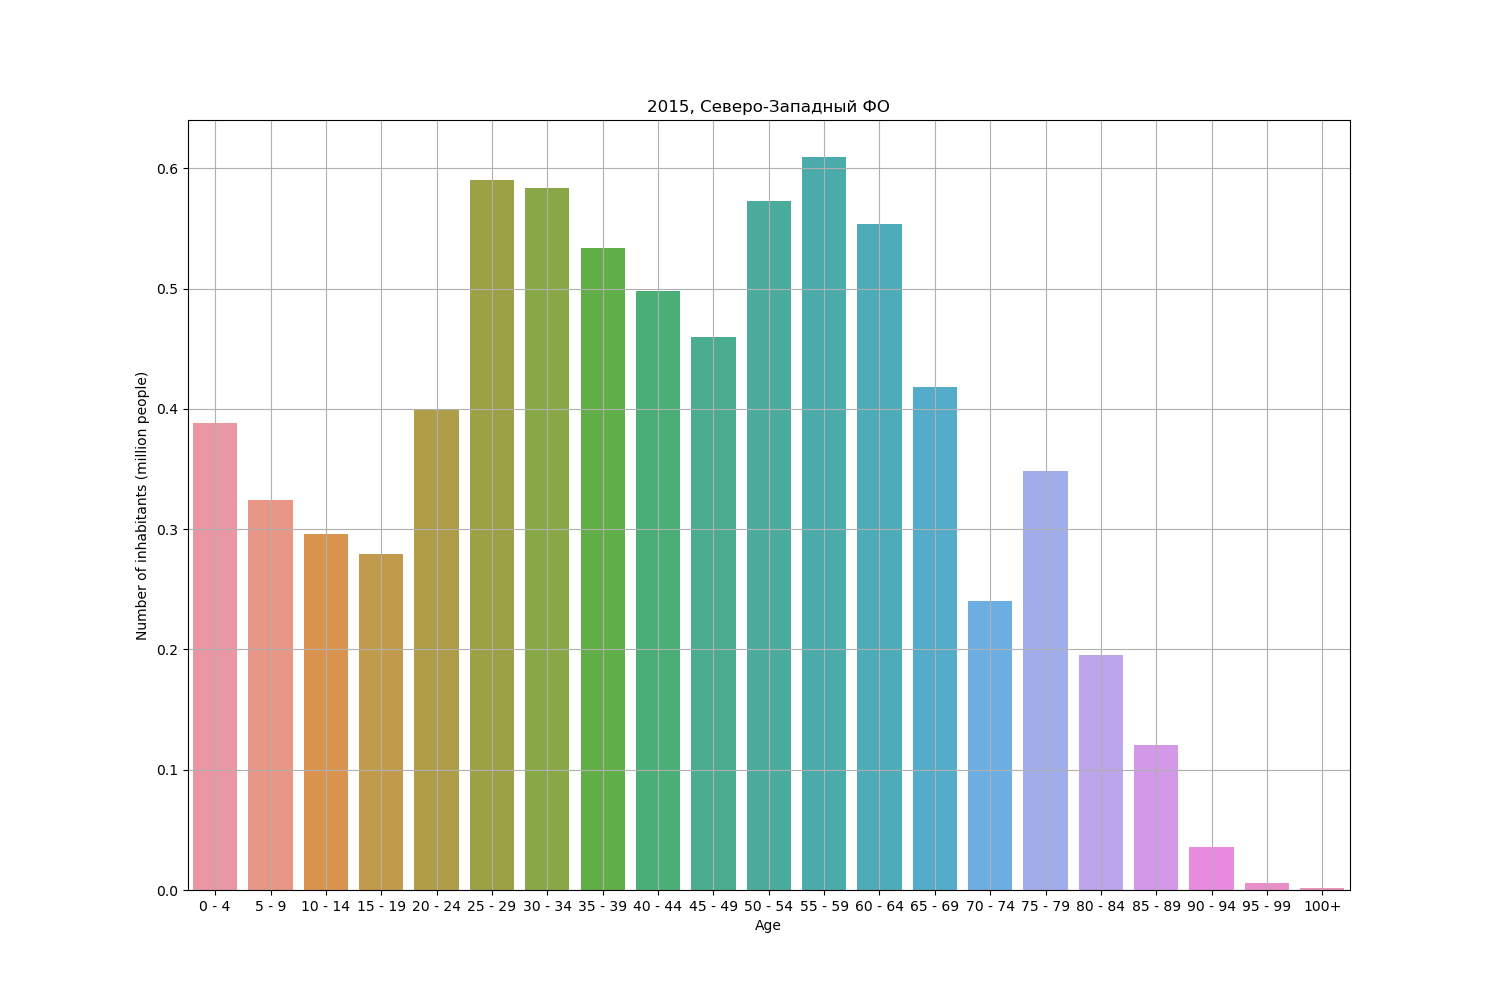 2015, Северо-Западный ФО
Number of inhabitants (million people)
0.6
0.5
0.4
0.3
0.2
0.1
0.0
0 - 4 5 - 9 10 - 14 15 - 19 20 - 24 25 - 29 30 - 34 35 - 39 40 - 44 45 - 49 50 - 54 55 - 59 60 - 64 65 - 69 70 - 74 75 - 79 80 - 84 85 - 89 90 - 94 95 - 99 100+
Age